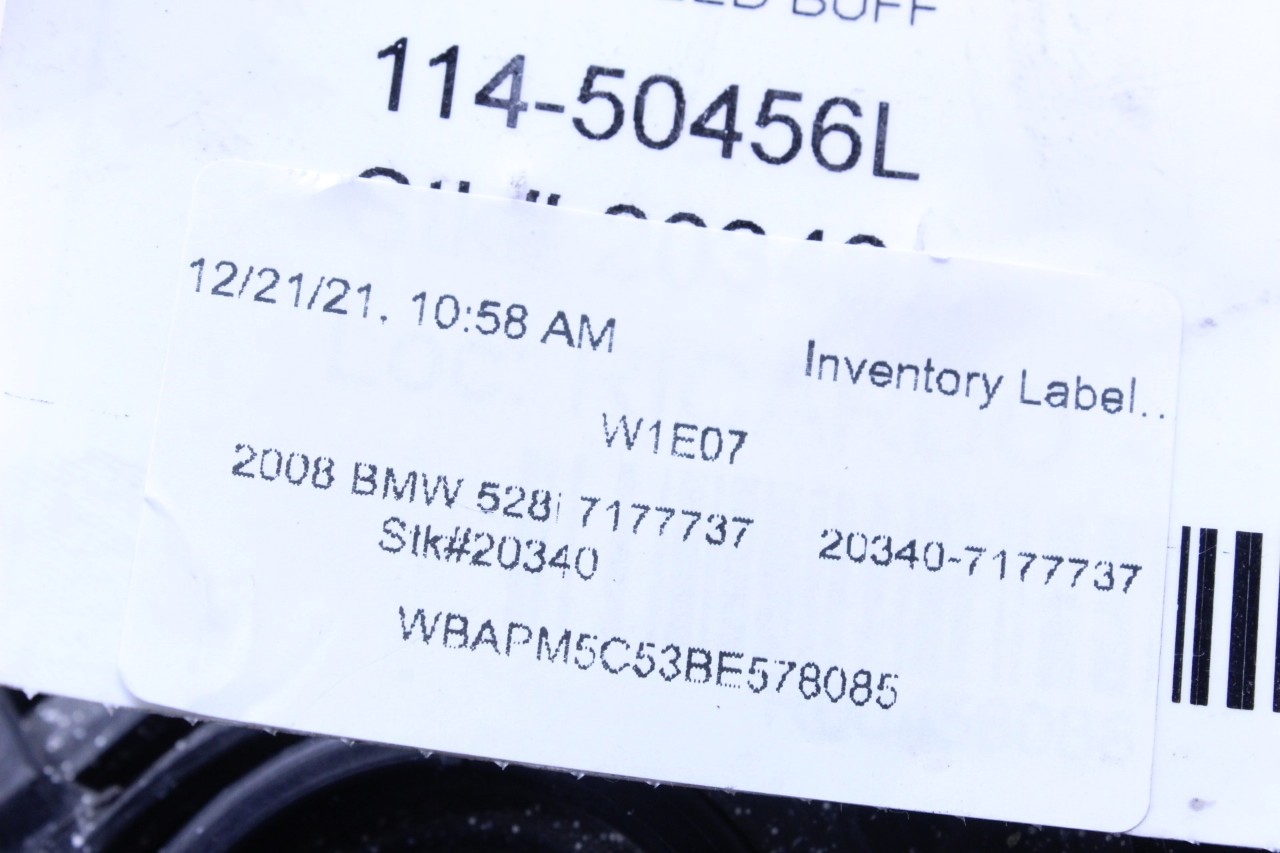 BUFF
114-50456L
12/21/21, 10:58 AM
Inventory Label..
W1E07
2008 BMW 528i 7177737
20340-7177737
Stk#20340
WBAPM5C53BE578085